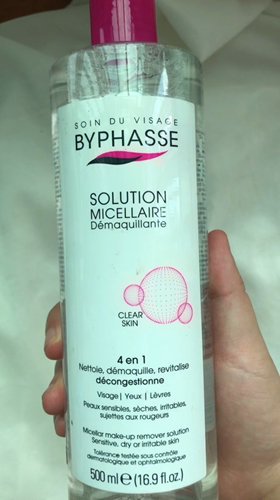 SOIN DU VISAGE
BYPHASSE
SOLUTION
MICELLAIRE
Démaquillante
CLEAR
SKIN
4 en 1
Nettoie, démaquille, revitalise
décongestionne
Visage | Yeux | Lèvres
Peaux sensibles, sèches, irritables,
sujettes aux rougeurs
Micellar make-up remover solution
Sensitive, dry or irritable skin
Tolérance testée sous contrôle
dermatologique et ophtalmologique
500 ml e (16.9 fl.oz.)